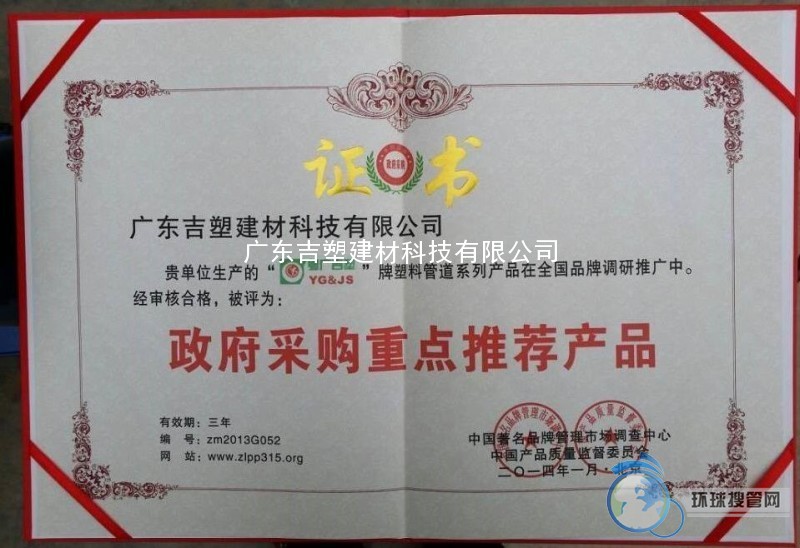 证 政府采购 书
广东吉塑建材科技有限公司
广东吉塑建材科技有限公司
贵单位生产的“ YG&JS ”牌塑料管道系列产品在全国品牌调研推广中。
经审核合格，被评为：
政府采购重点推荐产品
有效期：三年
编 号：zm2013G052
网 站：www.zlpp315.org
中国著名品牌管理市场调查中心
中国产品质量监督委员会
二〇一四年一月·北京
环球搜管网